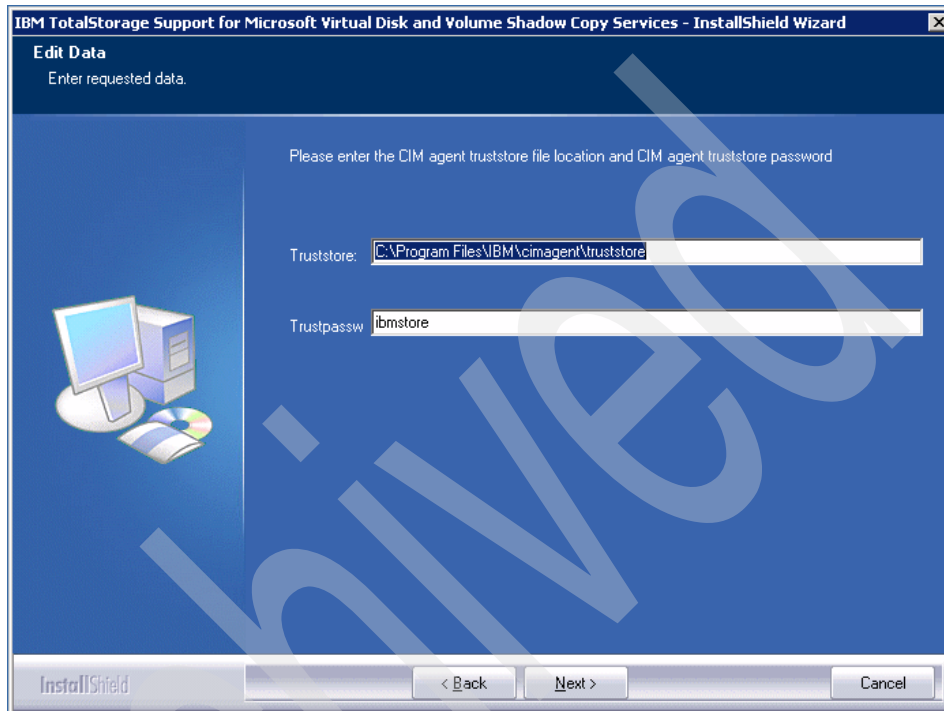 IBM TotalStorage Support for Microsoft Virtual Disk and Volume Shadow Copy Services - InstallShield Wizard
Edit Data
Enter requested data.
Please enter the CIM agent truststore file location and CIM agent truststore password
Truststore: C:\Program Files\IBM\cimagent\truststore
Trustpassw ibmstore
InstallShield
< Back Next > Cancel
hived